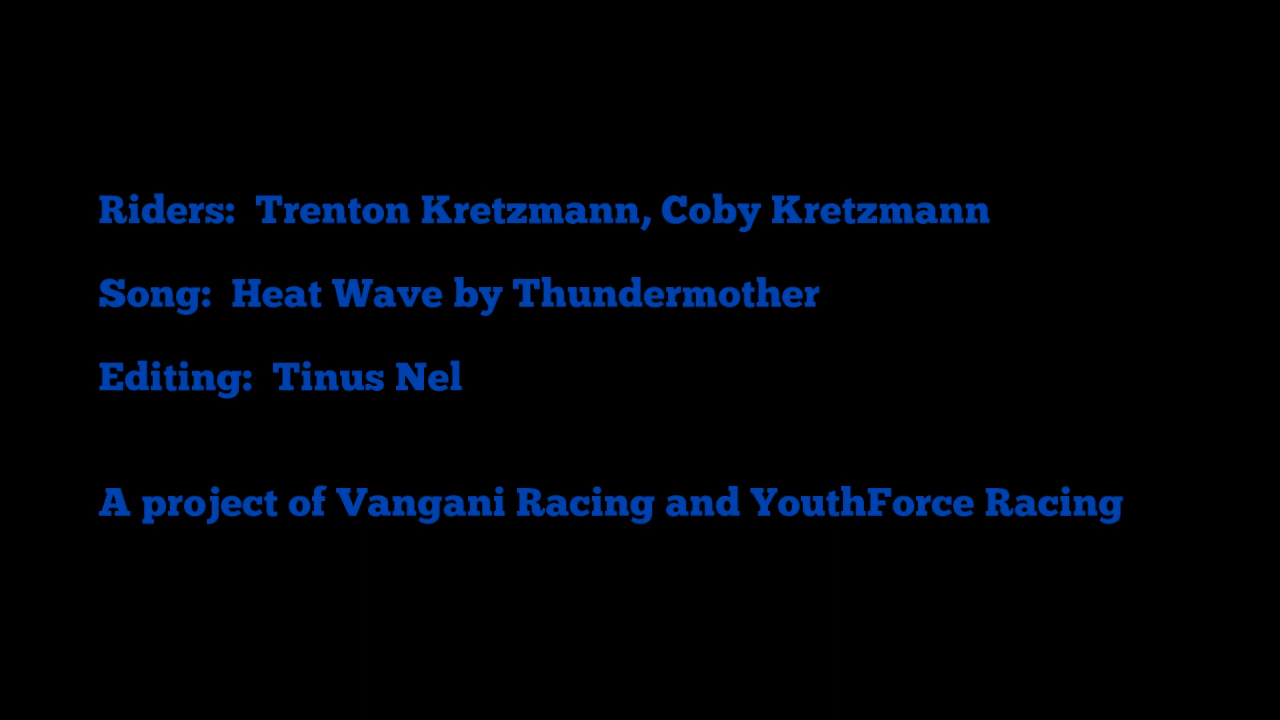 Riders:  Trenton Kretzmann, Coby Kretzmann
Song:  Heat Wave by Thundermother
Editing:  Tinus Nel
A project of Vangani Racing and YouthForce Racing